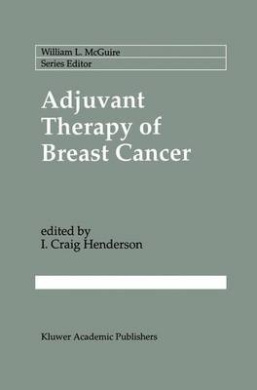 William L. McGuire
Series Editor
Adjuvant
Therapy of
Breast Cancer
edited by
I. Craig Henderson
Kluwer Academic Publishers